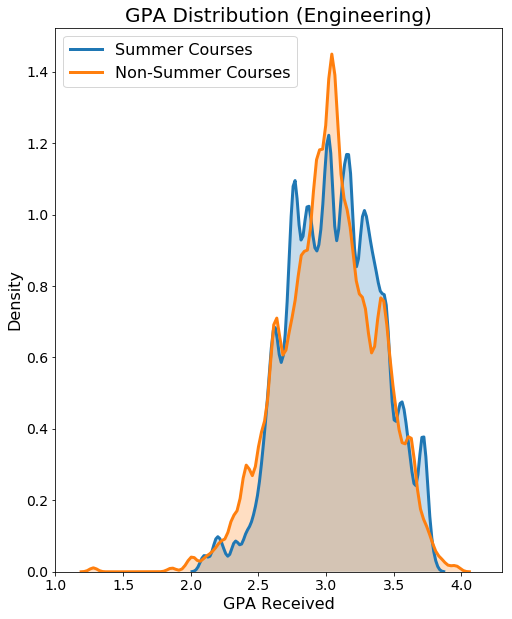 GPA Distribution (Engineering)
Summer Courses
Non-Summer Courses
Density
1.4
1.2
1.0
0.8
0.6
0.4
0.2
0.0
1.0 1.5 2.0 2.5 3.0 3.5 4.0
GPA Received